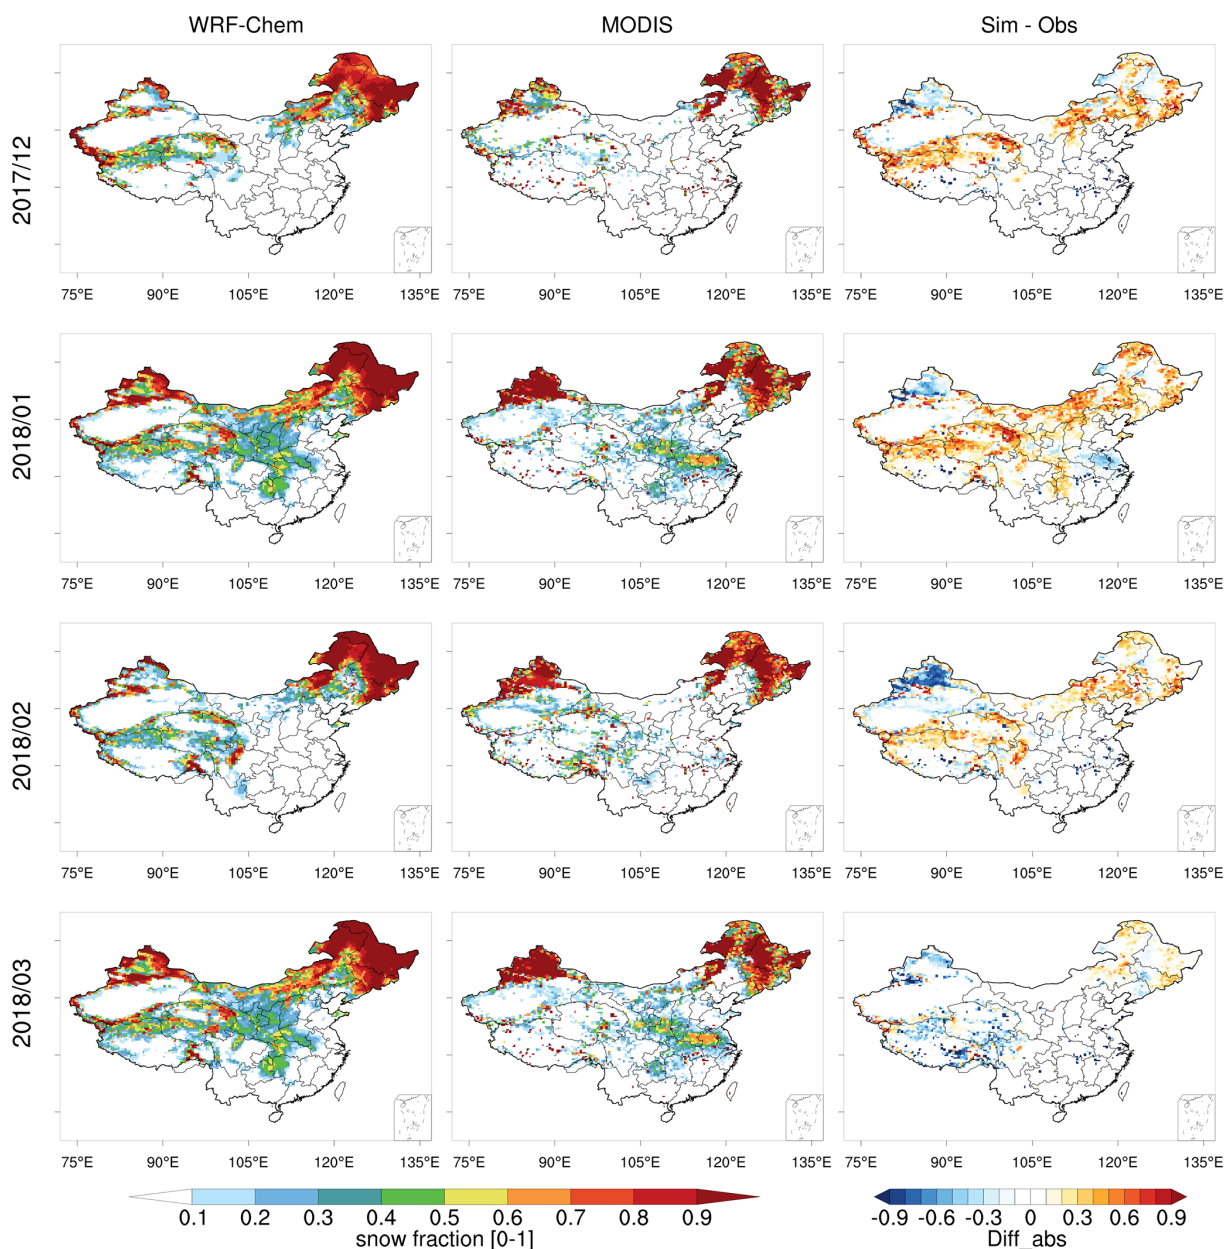 WRF-Chem MODIS Sim - Obs
2017/12
75°E 90°E 105°E 120°E 135°E 75°E 90°E 105°E 120°E 135°E 75°E 90°E 105°E 120°E 135°E
2018/01
75°E 90°E 105°E 120°E 135°E 75°E 90°E 105°E 120°E 135°E 75°E 90°E 105°E 120°E 135°E
2018/02
75°E 90°E 105°E 120°E 135°E 75°E 90°E 105°E 120°E 135°E 75°E 90°E 105°E 120°E 135°E
2018/03
75°E 90°E 105°E 120°E 135°E 75°E 90°E 105°E 120°E 135°E 75°E 90°E 105°E 120°E 135°E
0.1 0.2 0.3 0.4 0.5 0.6 0.7 0.8 0.9 -0.9 -0.6 -0.3 0 0.3 0.6 0.9
snow fraction [0-1] Diff_abs